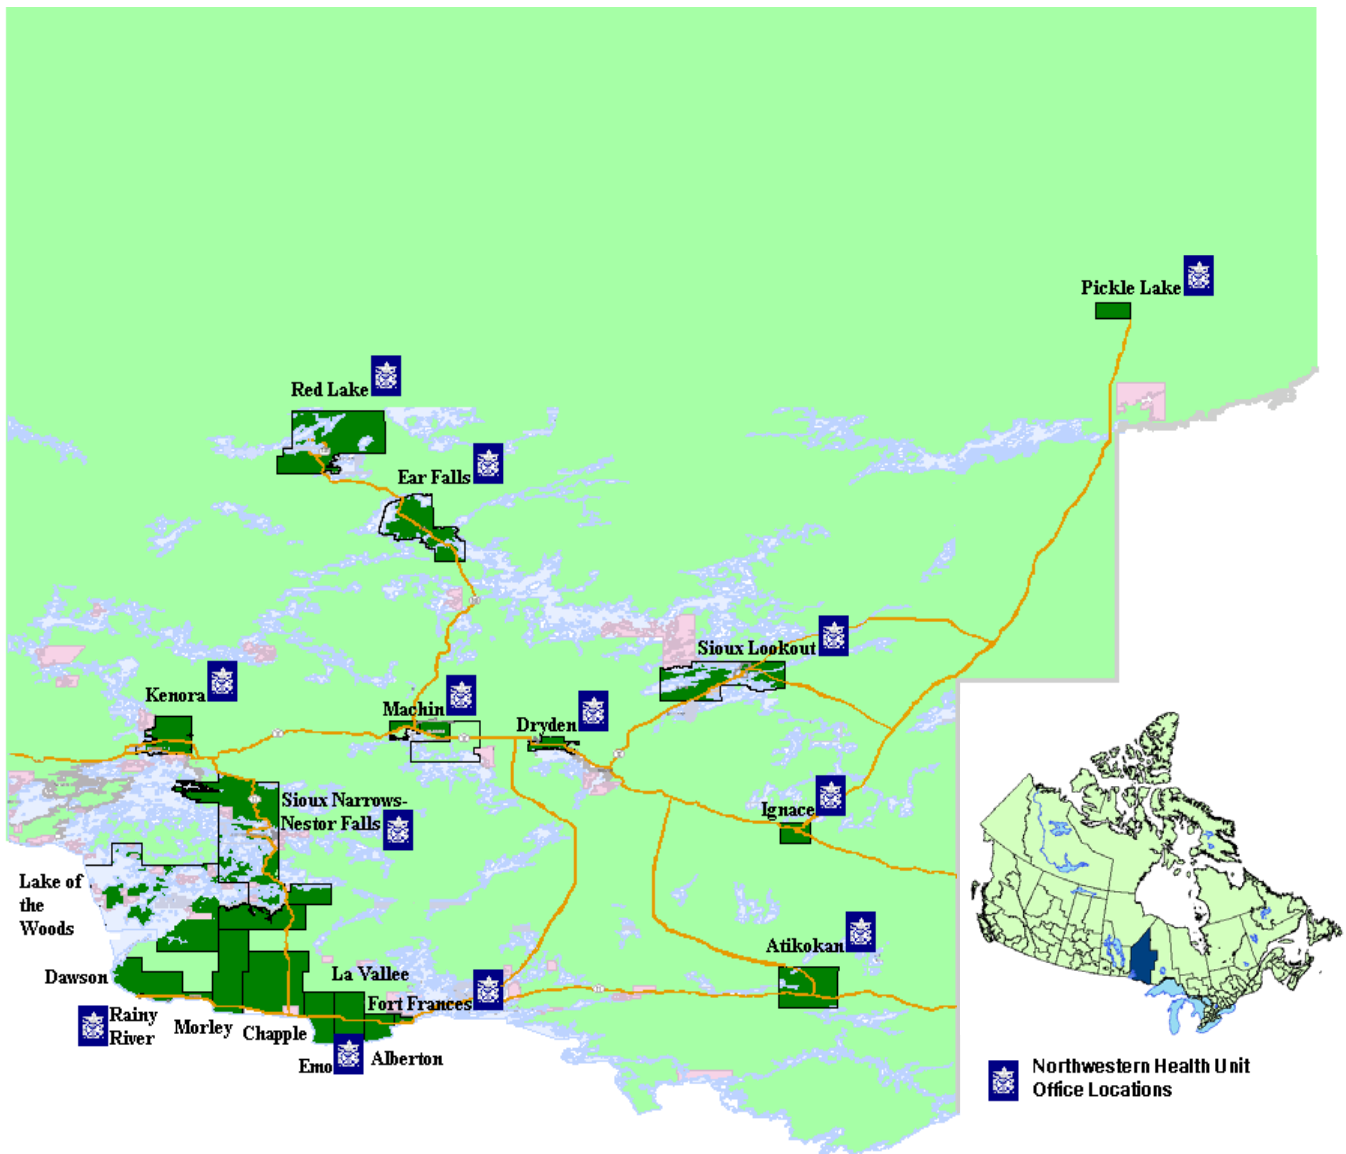 Pickle Lake
Red Lake
Ear Falls
Sioux Lookout
Kenora
Machin
Dryden
Sioux Narrows-
Nestor Falls
Ignace
Lake of
the
Woods
Atikokan
Dawson
La Vallee
Fort Frances
Rainy
River
Morley
Chapple
Emo
Alberton
Northwestern Health Unit
Office Locations